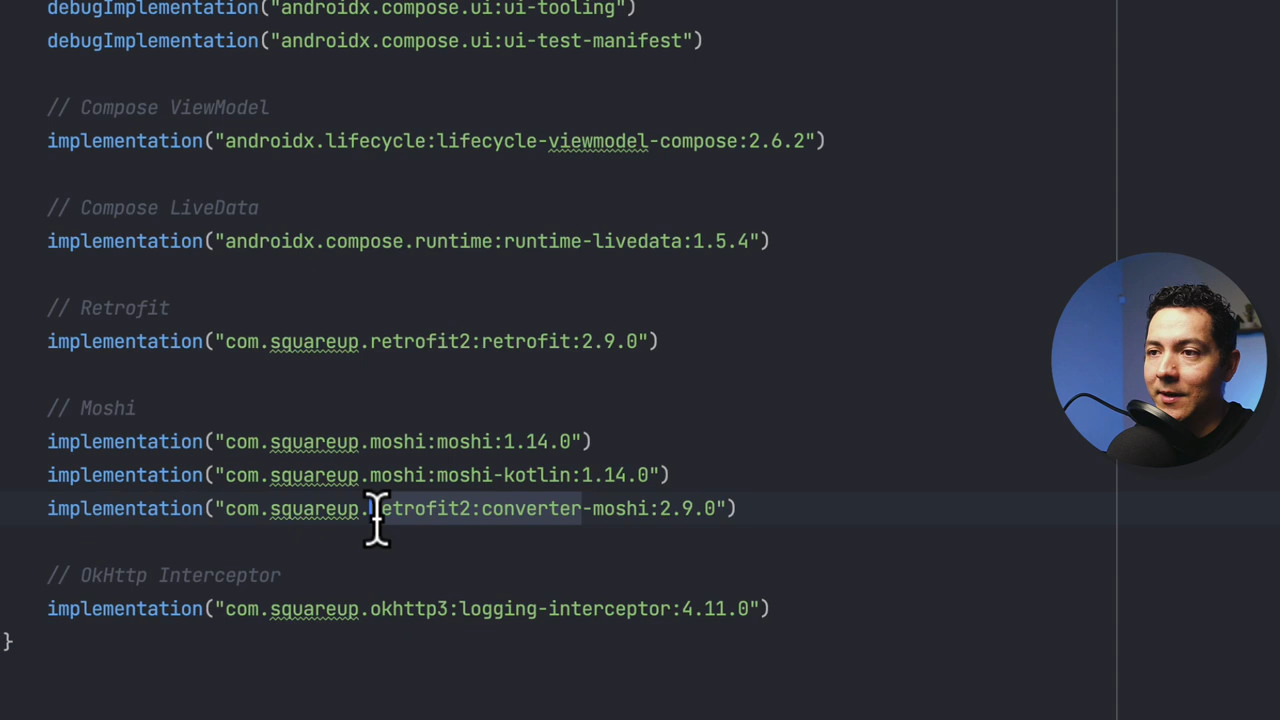 debugImplementation("androidx.compose.ui:ui-tooling")
debugImplementation("androidx.compose.ui:ui-test-manifest")
// Compose ViewModel
implementation("androidx.lifecycle:lifecycle-viewmodel-compose:2.6.2")
// Compose LiveData
implementation("androidx.compose.runtime:runtime-livedata:1.5.4")
// Retrofit
implementation("com.squareup.retrofit2:retrofit:2.9.0")
// Moshi
implementation("com.squareup.moshi:moshi:1.14.0")
implementation("com.squareup.moshi:moshi-kotlin:1.14.0")
implementation("com.squareup.retrofit2:converter-moshi:2.9.0")
// OkHttp Interceptor
implementation("com.squareup.okhttp3:logging-interceptor:4.11.0")
}